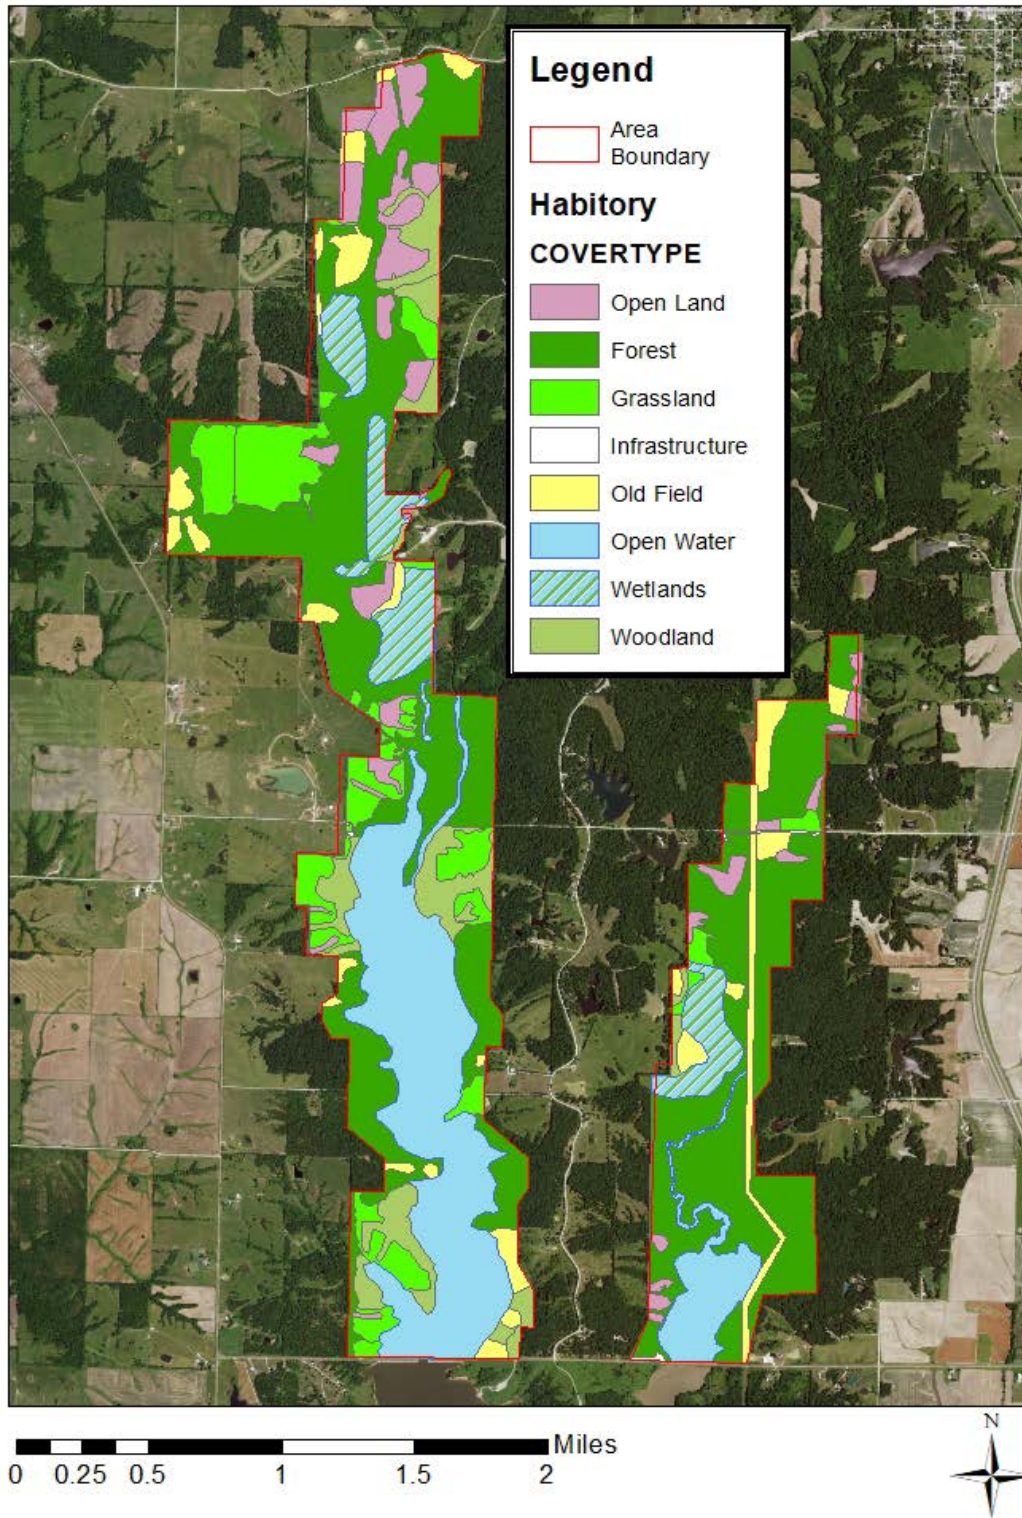 Legend
Area
Boundary
Habitory
COVERTYPE
Open Land
Forest
Grassland
Infrastructure
Old Field
Open Water
Wetlands
Woodland
Miles
0 0.25 0.5 1 1.5 2
N